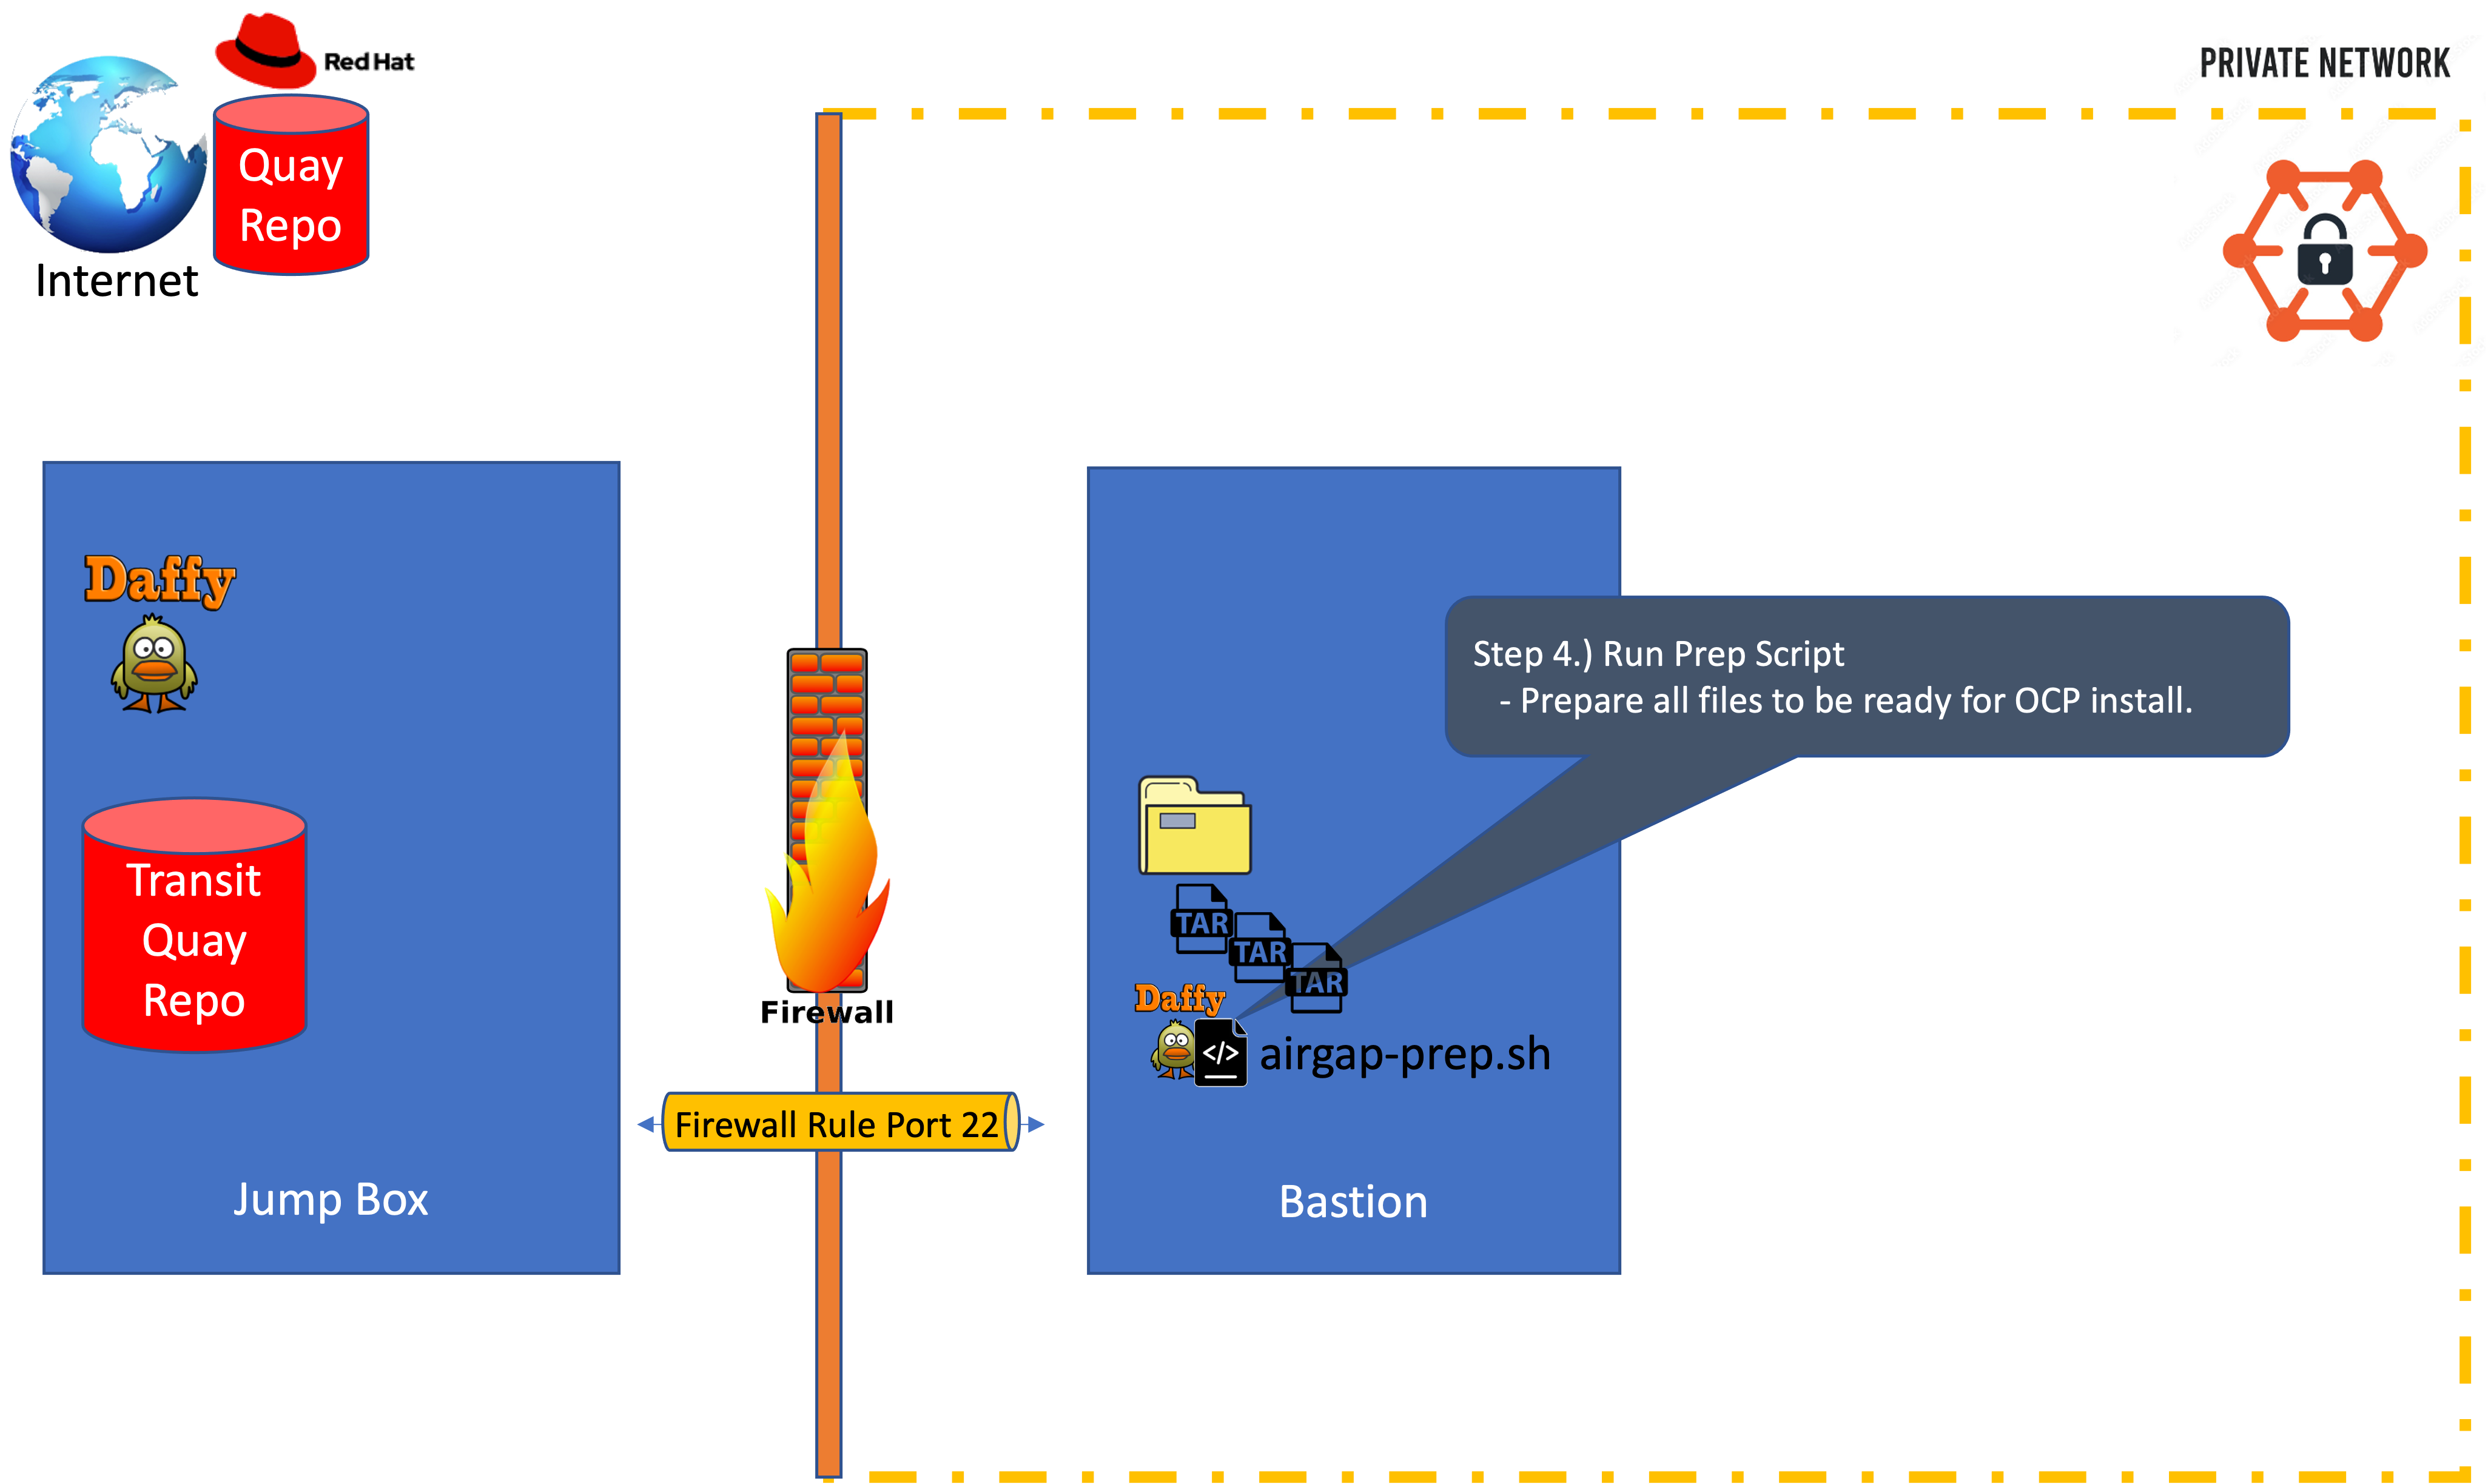 Red Hat
PRIVATE NETWORK
Quay
Repo
Internet
Daffy
Step 4.) Run Prep Script
- Prepare all files to be ready for OCP install.
Transit
Quay
Repo
TAR
TAR
TAR
Daffy
Firewall
</>
airgap-prep.sh
Firewall Rule Port 22
Jump Box
Bastion